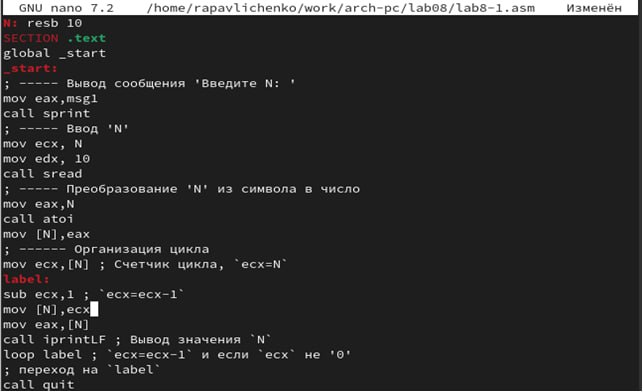 GNU nano 7.2 /home/rapavlichenko/work/arch-pc/lab08/lab8-1.asm Изменён
N: resb 10
SECTION .text
global _start
_start:
; ----- Вывод сообщения 'Введите N: '
mov eax,msg1
call sprint
; ----- Ввод 'N'
mov ecx, N
mov edx, 10
call sread
; ----- Преобразование 'N' из символа в число
mov eax,N
call atoi
mov [N],eax
; ------ Организация цикла
mov ecx,[N] ; Счетчик цикла, `ecx=N`
label:
sub ecx,1 ; `ecx=ecx-1`
mov [N],ecx
mov eax,[N]
call iprintLF ; Вывод значения `N`
loop label ; `ecx=ecx-1` и если `ecx` не '0'
; переход на `label`
call quit